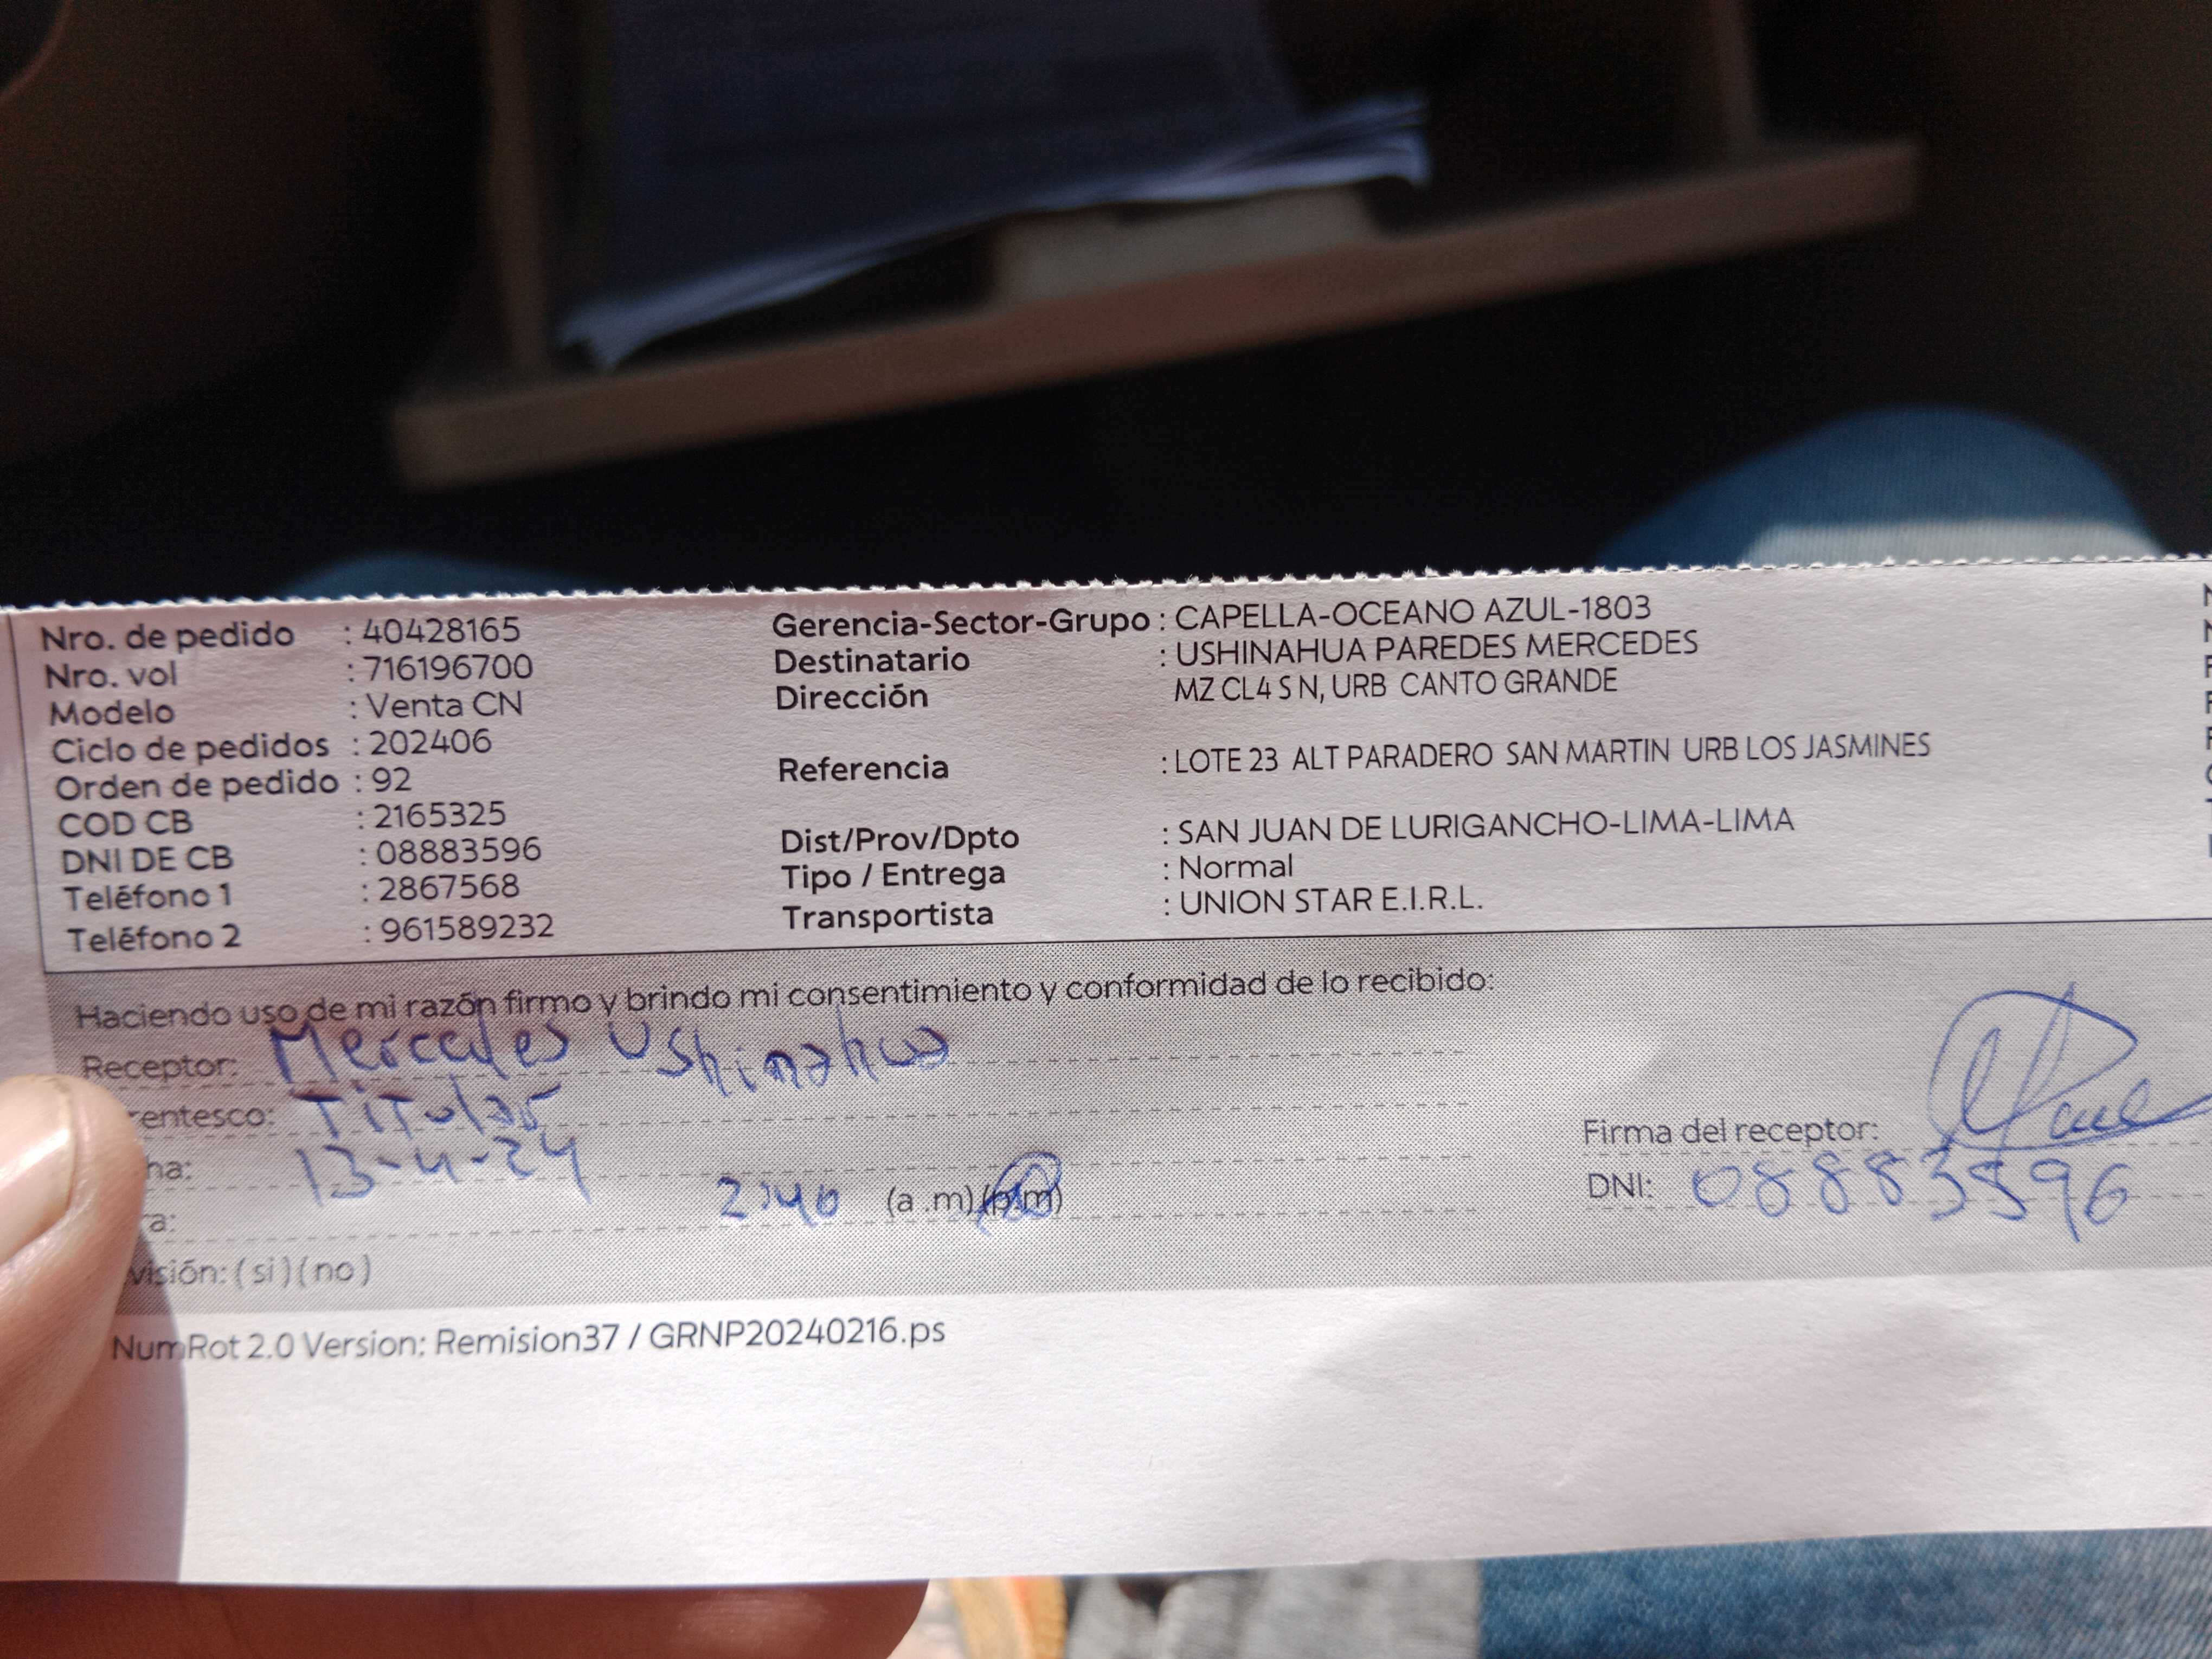 Nro. de pedido : 40428165
Nro. vol : 716196700
Modelo : Venta CN
Ciclo de pedidos : 202406
Orden de pedido : 92
COD CB : 2165325
DNI DE CB : 08883596
Teléfono 1 : 2867568
Teléfono 2 : 961589232
Gerencia-Sector-Grupo : CAPELLA-OCEANO AZUL-1803
Destinatario : USHINAHUA PAREDES MERCEDES
Dirección MZ CL4 S N, URB CANTO GRANDE
Referencia : LOTE 23 ALT PARADERO SAN MARTIN URB LOS JASMINES
Dist/Prov/Dpto : SAN JUAN DE LURIGANCHO-LIMA-LIMA
Tipo / Entrega : Normal
Transportista : UNION STAR E.I.R.L.
Haciendo uso de mi razón firmo y brindo mi consentimiento y conformidad de lo recibido:
Receptor: Mercedes Ushinahua
rentesco: Titular
ha: 13-4-24
ra: 2:40 (a .m) (p.m)
visión: ( si ) ( no )
Firma del receptor:
DNI: 08883596
NumRot 2.0 Version: Remision37 / GRNP20240216.ps